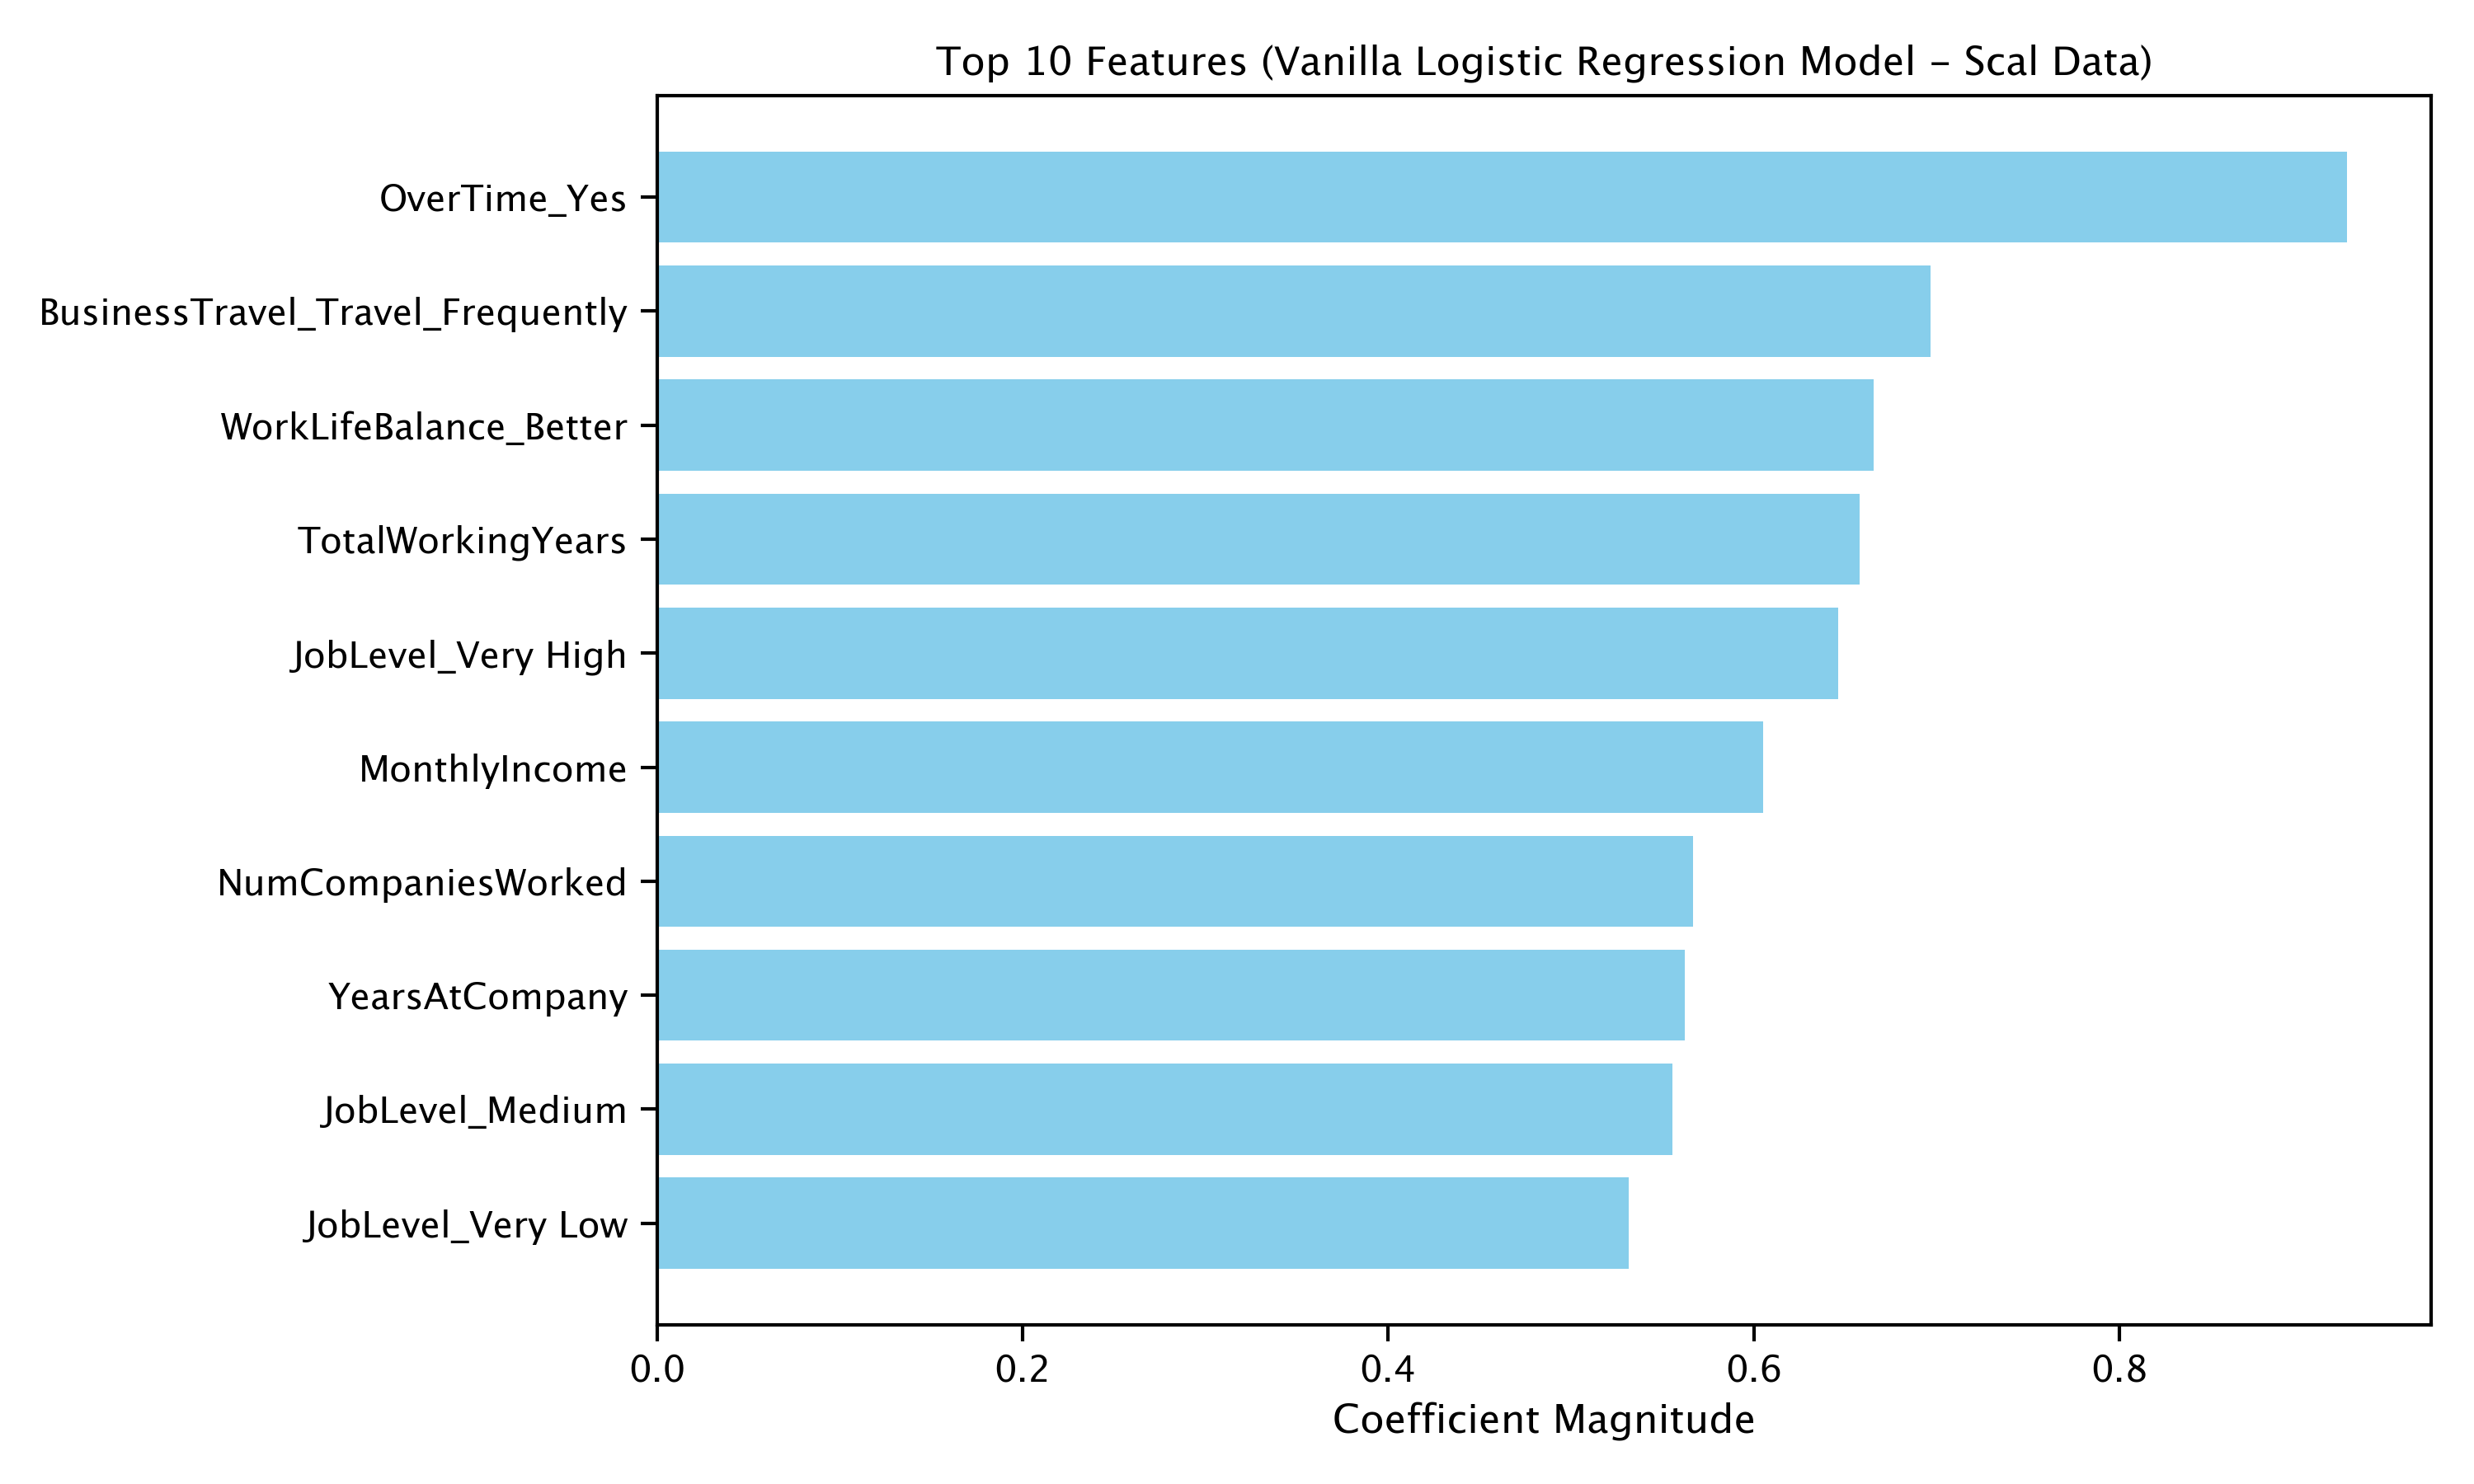 Top 10 Features (Vanilla Logistic Regression Model – Scal Data)
OverTime_Yes
BusinessTravel_Travel_Frequently
WorkLifeBalance_Better
TotalWorkingYears
JobLevel_Very High
MonthlyIncome
NumCompaniesWorked
YearsAtCompany
JobLevel_Medium
JobLevel_Very Low
0.0 0.2 0.4 0.6 0.8
Coefficient Magnitude